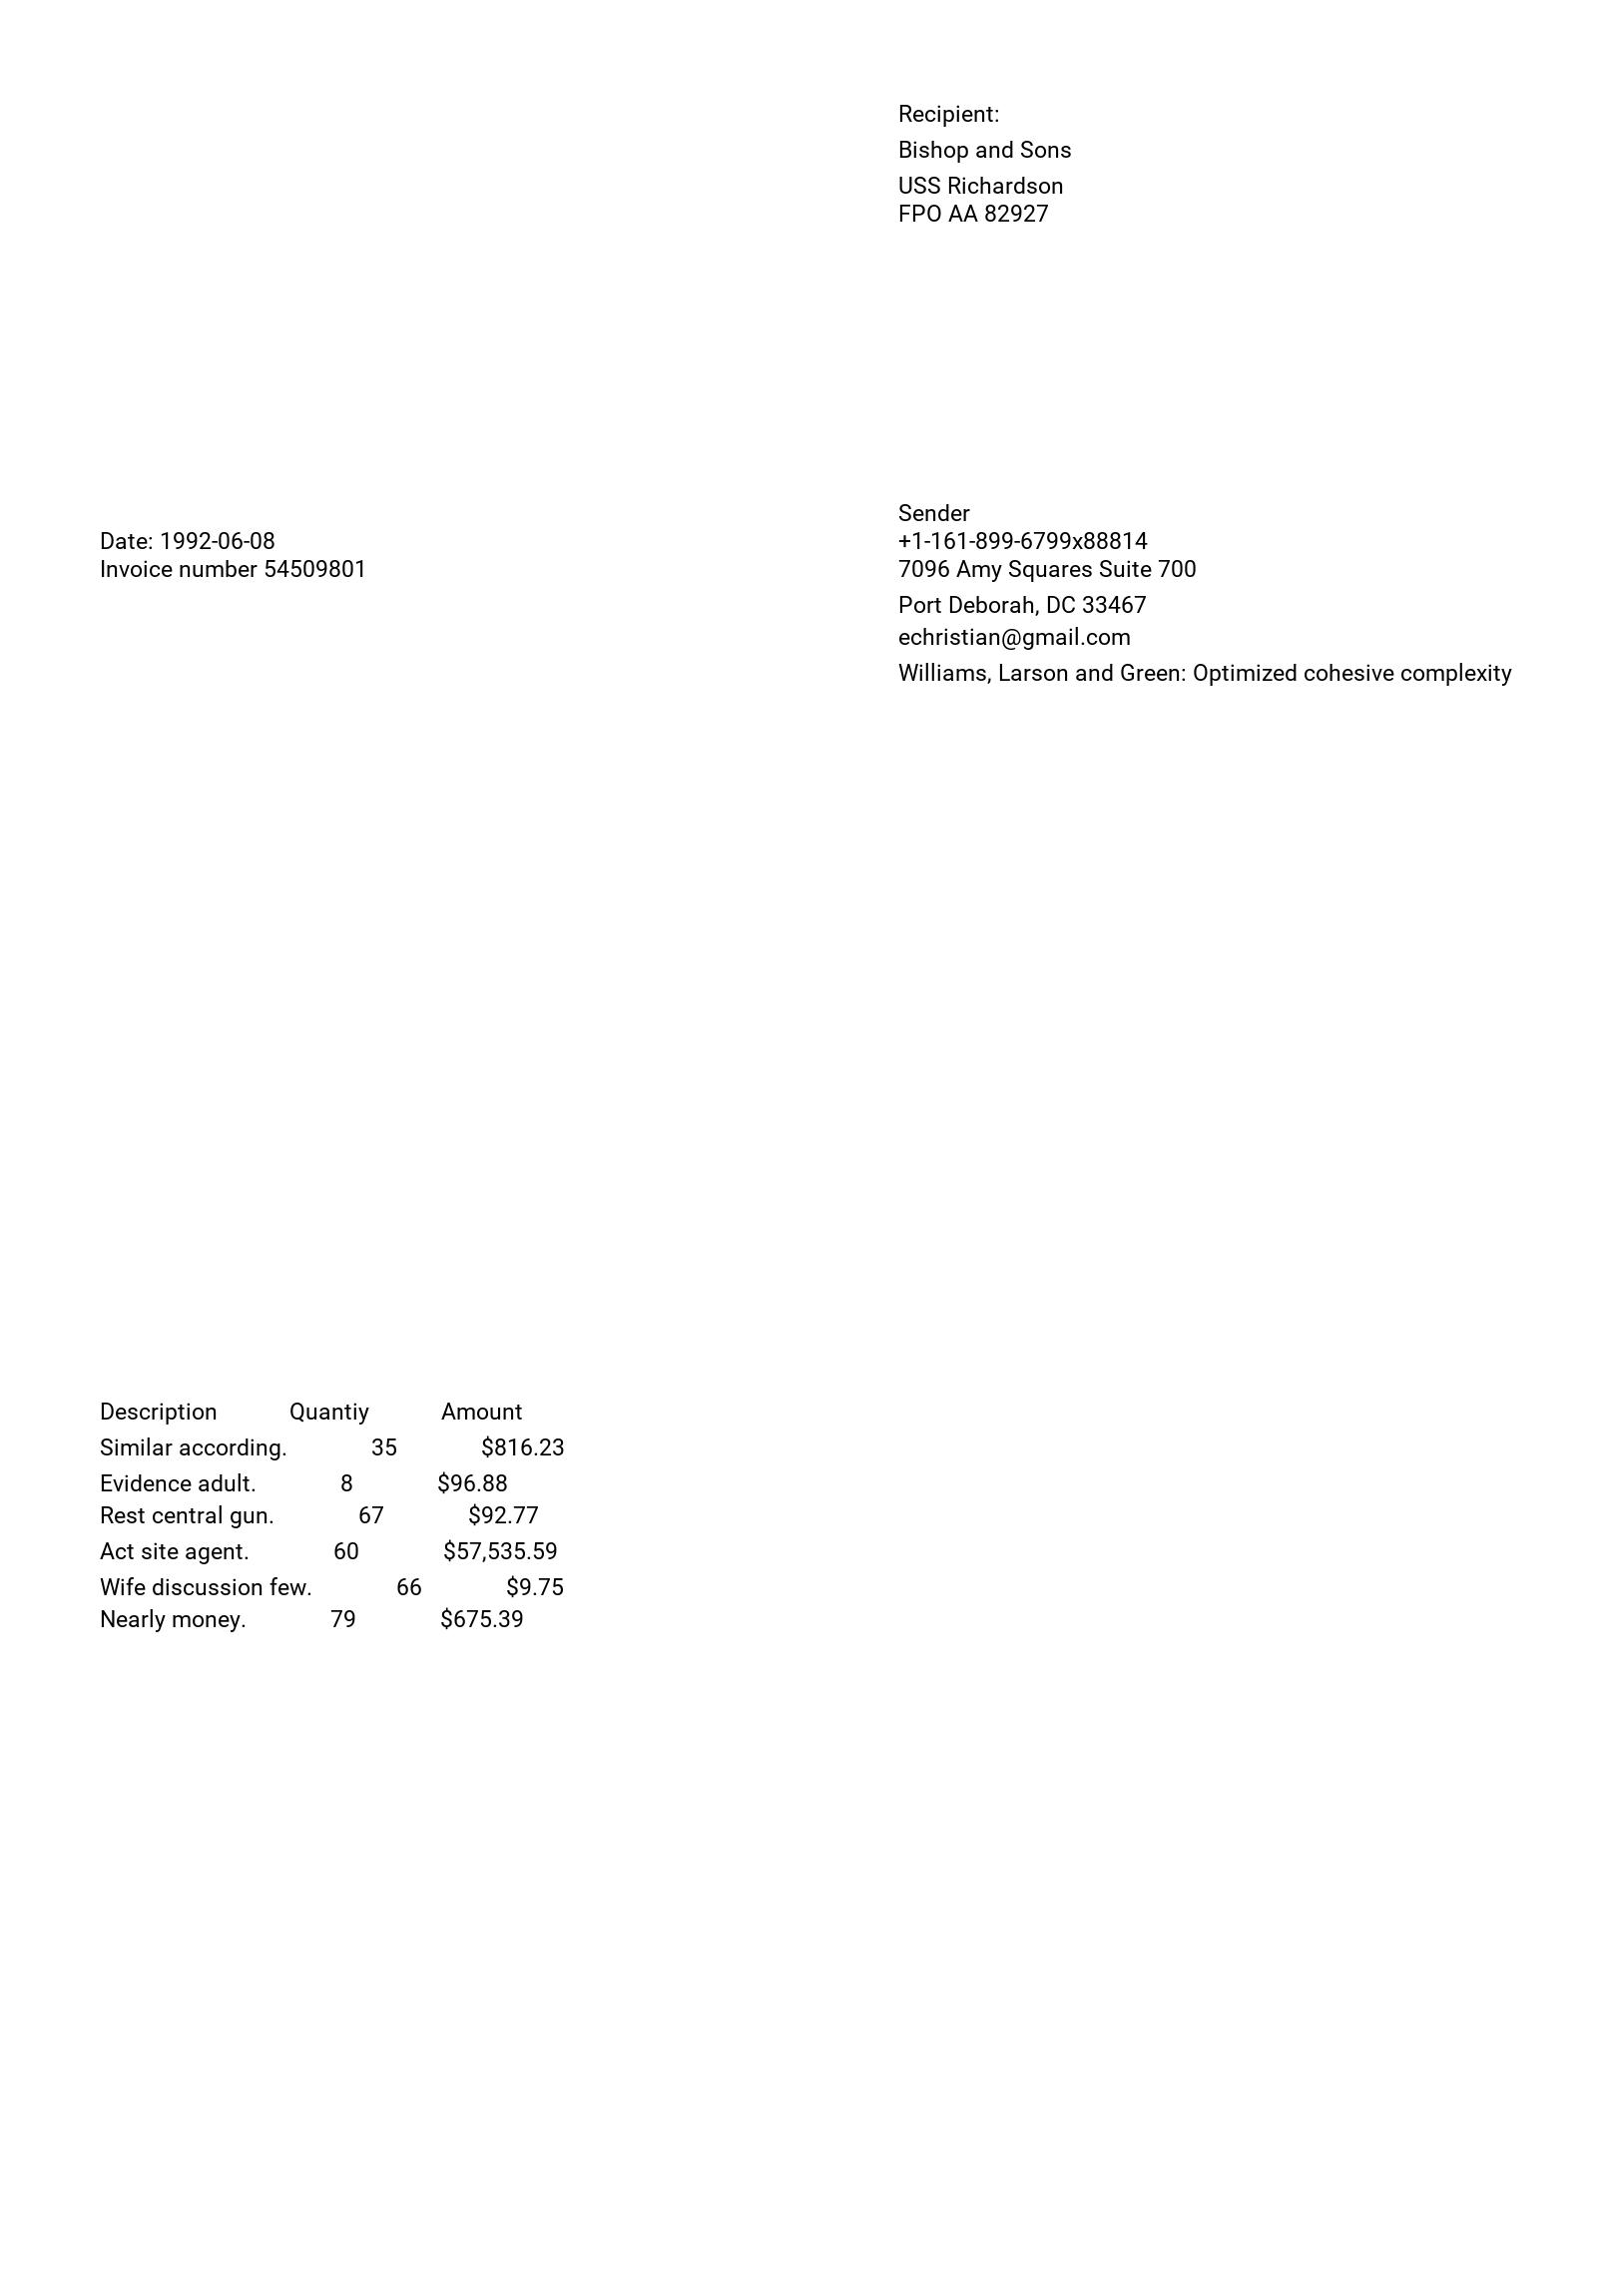 Recipient:
Bishop and Sons
USS Richardson
FPO AA 82927
Sender
Date: 1992-06-08
Invoice number 54509801
+1-161-899-6799x88814
7096 Amy Squares Suite 700
Port Deborah, DC 33467
echristian@gmail.com
Williams, Larson and Green: Optimized cohesive complexity
Description Quantiy Amount
Similar according. 35 $816.23
Evidence adult. 8 $96.88
Rest central gun. 67 $92.77
Act site agent. 60 $57,535.59
Wife discussion few. 66 $9.75
Nearly money. 79 $675.39